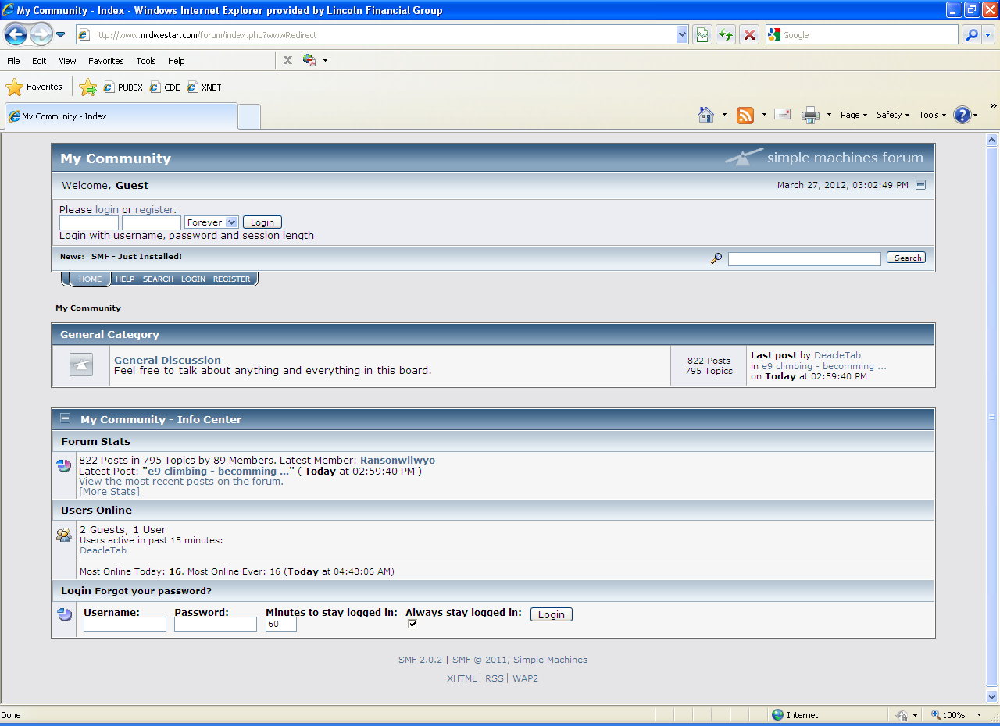 My Community - Index - Windows Internet Explorer provided by Lincoln Financial Group
http://www.midwestar.com/forum/index.php?wwwRedirect
Google
File Edit View Favorites Tools Help
Favorites PUBEX CDE XNET
My Community - Index
Page Safety Tools
My Community
simple machines forum
Welcome, Guest
March 27, 2012, 03:02:49 PM
Please login or register.
Forever Login
Login with username, password and session length
News: SMF - Just Installed!
Search
HOME HELP SEARCH LOGIN REGISTER
My Community
General Category
General Discussion
Feel free to talk about anything and everything in this board.
822 Posts
795 Topics
Last post by DeacleTab
in e9 climbing - becomming ...
on Today at 02:59:40 PM
My Community - Info Center
Forum Stats
822 Posts in 795 Topics by 89 Members. Latest Member: Ransonwllwyo
Latest Post: "e9 climbing - becomming ..." ( Today at 02:59:40 PM )
View the most recent posts on the forum.
[More Stats]
Users Online
2 Guests, 1 User
Users active in past 15 minutes:
DeacleTab
Most Online Today: 16. Most Online Ever: 16 (Today at 04:48:06 AM)
Login Forgot your password?
Username: Password: Minutes to stay logged in: Always stay logged in: Login
60
SMF 2.0.2 | SMF © 2011, Simple Machines
XHTML | RSS | WAP2
Done
Internet
100%